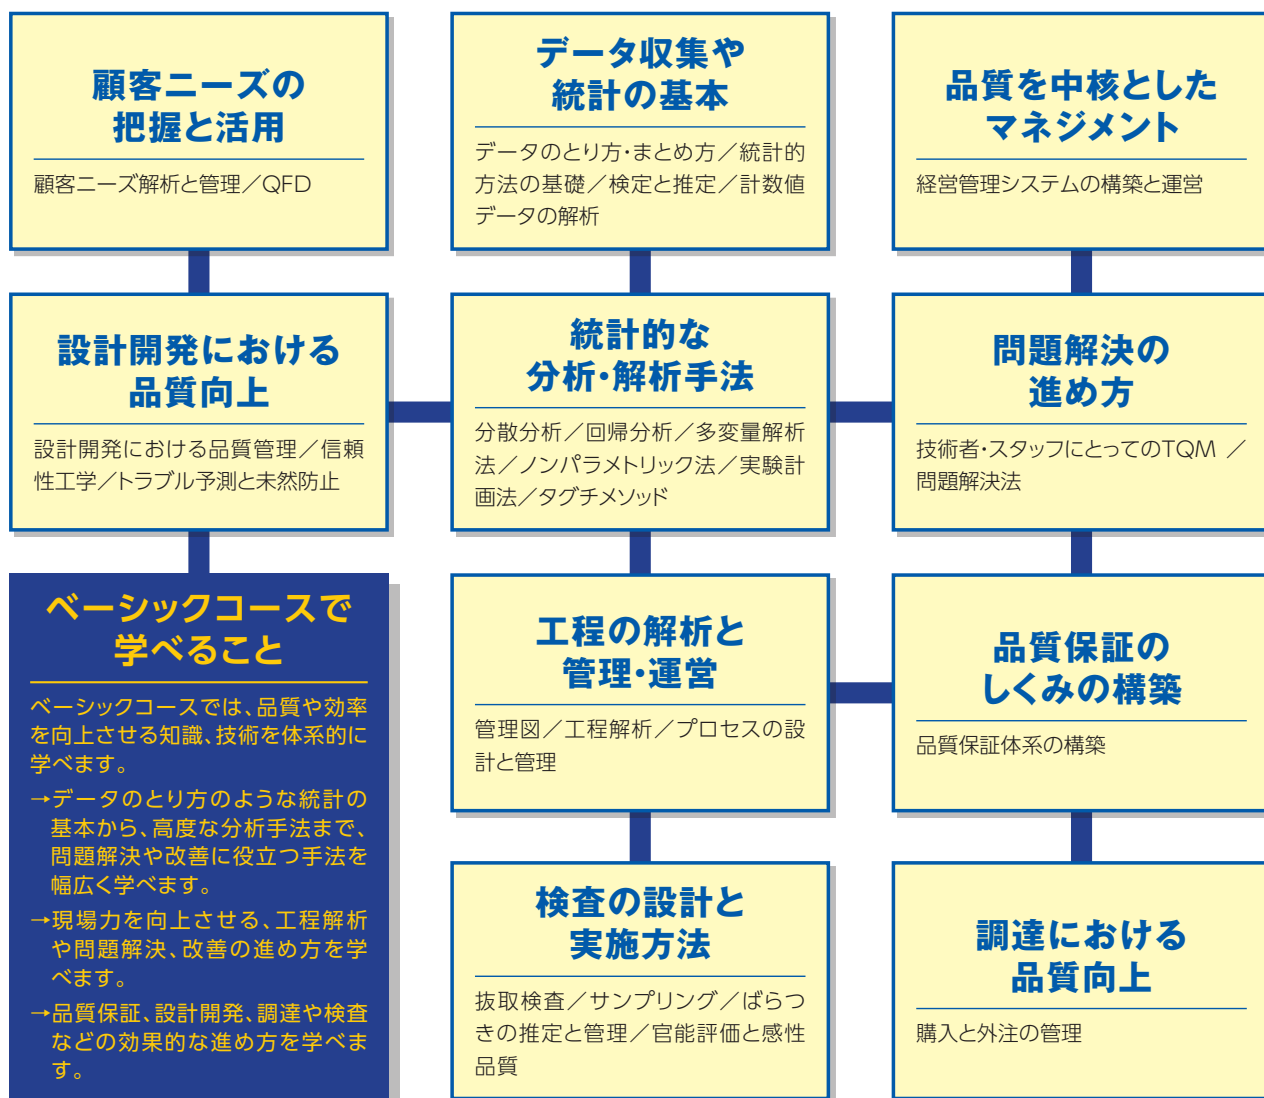 顧客ニーズの
把握と活用
顧客ニーズ解析と管理／QFD
データ収集や
統計の基本
データのとり方・まとめ方／統計的
方法の基礎／検定と推定／計数値
データの解析
品質を中核とした
マネジメント
経営管理システムの構築と運営
設計開発における
品質向上
設計開発における品質管理／信頼
性工学／トラブル予測と未然防止
統計的な
分析・解析手法
分散分析／回帰分析／多変量解析
法／ノンパラメトリック法／実験計
画法／タグチメソッド
問題解決の
進め方
技術者・スタッフにとってのTQM ／
問題解決法
ベーシックコースで
学べること
ベーシックコースでは、品質や効率
を向上させる知識、技術を体系的に
学べます。
→データのとり方のような統計の
基本から、高度な分析手法まで、
問題解決や改善に役立つ手法を
幅広く学べます。
→現場力を向上させる、工程解析
や問題解決、改善の進め方を学
べます。
→品質保証、設計開発、調達や検査
などの効果的な進め方を学べま
す。
工程の解析と
管理・運営
管理図／工程解析／プロセスの設
計と管理
品質保証の
しくみの構築
品質保証体系の構築
検査の設計と
実施方法
抜取検査／サンプリング／ばらつ
きの推定と管理／官能評価と感性
品質
調達における
品質向上
購入と外注の管理